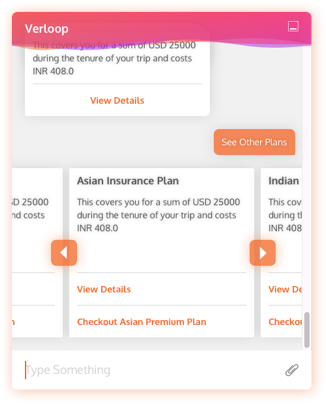 Verloop
This covers you for a sum of USD 25000
during the tenure of your trip and costs
INR 408.0
View Details
See Other Plans
D 25000
nd costs
Asian Insurance Plan
This covers you for a sum of USD 25000
during the tenure of your trip and costs
INR 408.0
View Details
Checkout Asian Premium Plan
Indian
This cov
during t
INR 408
View De
Checko
Type Something